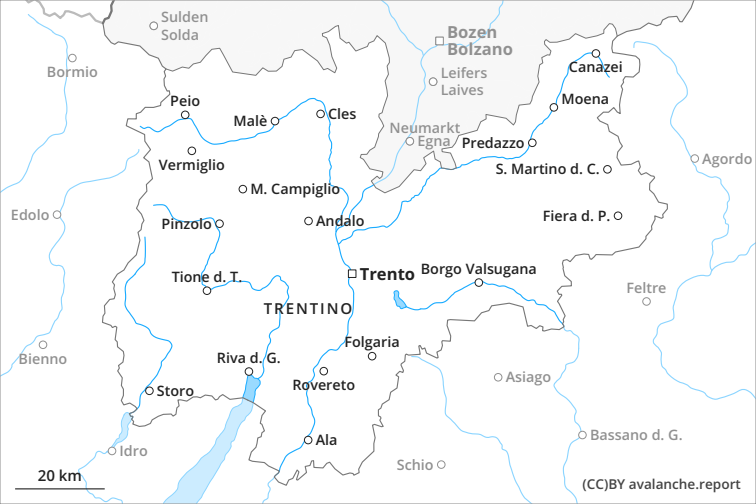 Sulden
Solda
Bozen
Bolzano
Bormio
Canazei
Leifers
Laives
Peio
Moena
Malè
Cles
Neumarkt
Egna
Predazzo
Vermiglio
Agordo
S. Martino d. C.
M. Campiglio
Edolo
Pinzolo
Andalo
Fiera d. P.
Tione d. T.
Trento
Borgo Valsugana
Feltre
TRENTINO
Folgaria
Bienno
Riva d. G.
Rovereto
Asiago
Storo
Ala
Bassano d. G.
Idro
Schio
20 km
(CC)BY avalanche.report